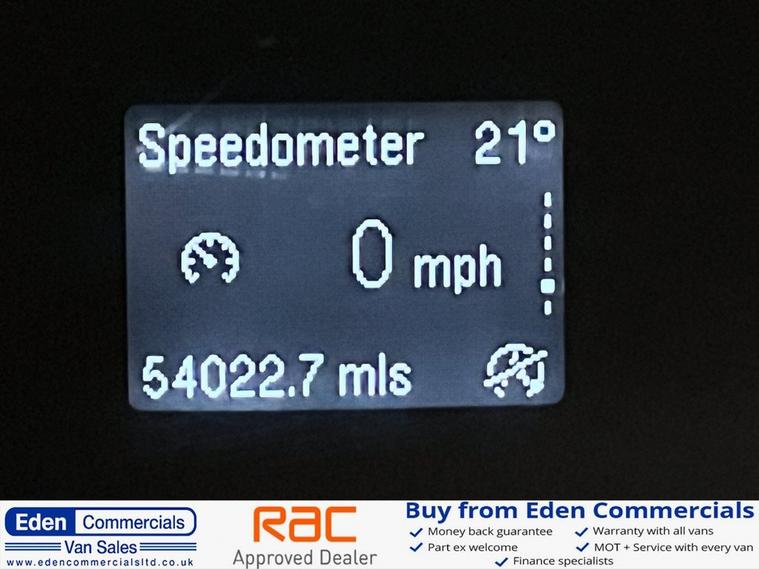 Speedometer 21°
0 mph
54022.7 mls
Eden Commercials
Van Sales
www.edencommercialsltd.co.uk
RAC
Approved Dealer
Buy from Eden Commercials
Money back guarantee
Warranty with all vans
Part ex welcome
MOT + Service with every van
Finance specialists